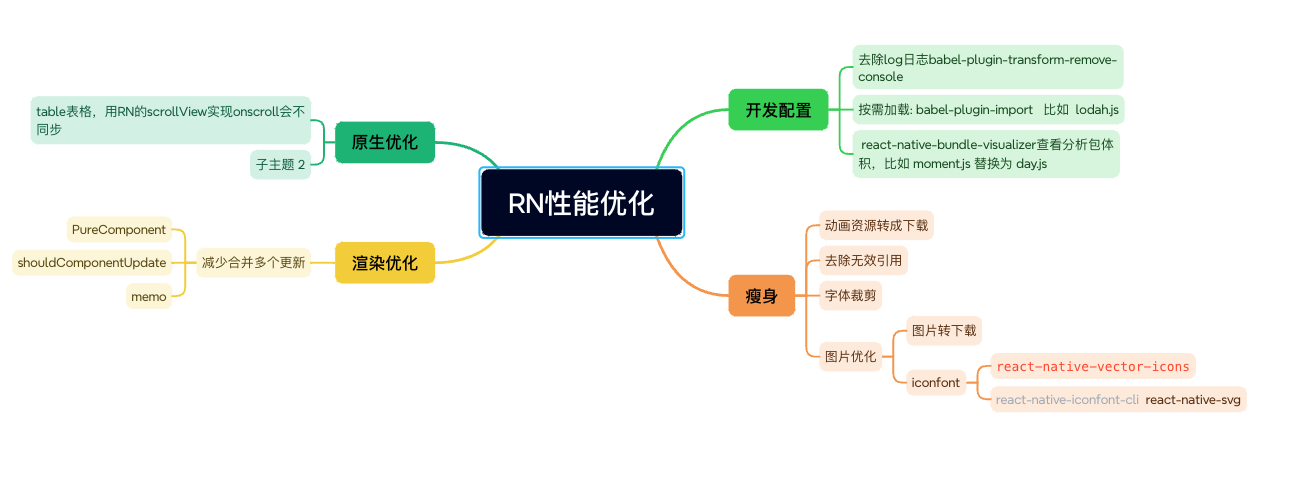 RN性能优化
开发配置
去除log日志babel-plugin-transform-remove-
console
按需加载: babel-plugin-import 比如 lodah.js
react-native-bundle-visualizer查看分析包体
积，比如 moment.js 替换为 day.js
瘦身
动画资源转成下载
去除无效引用
字体裁剪
图片优化
图片转下载
iconfont
react-native-vector-icons
react-native-iconfont-cli react-native-svg
原生优化
table表格，用RN的scrollView实现onscroll会不
同步
子主题 2
渲染优化
减少合并多个更新
PureComponent
shouldComponentUpdate
memo